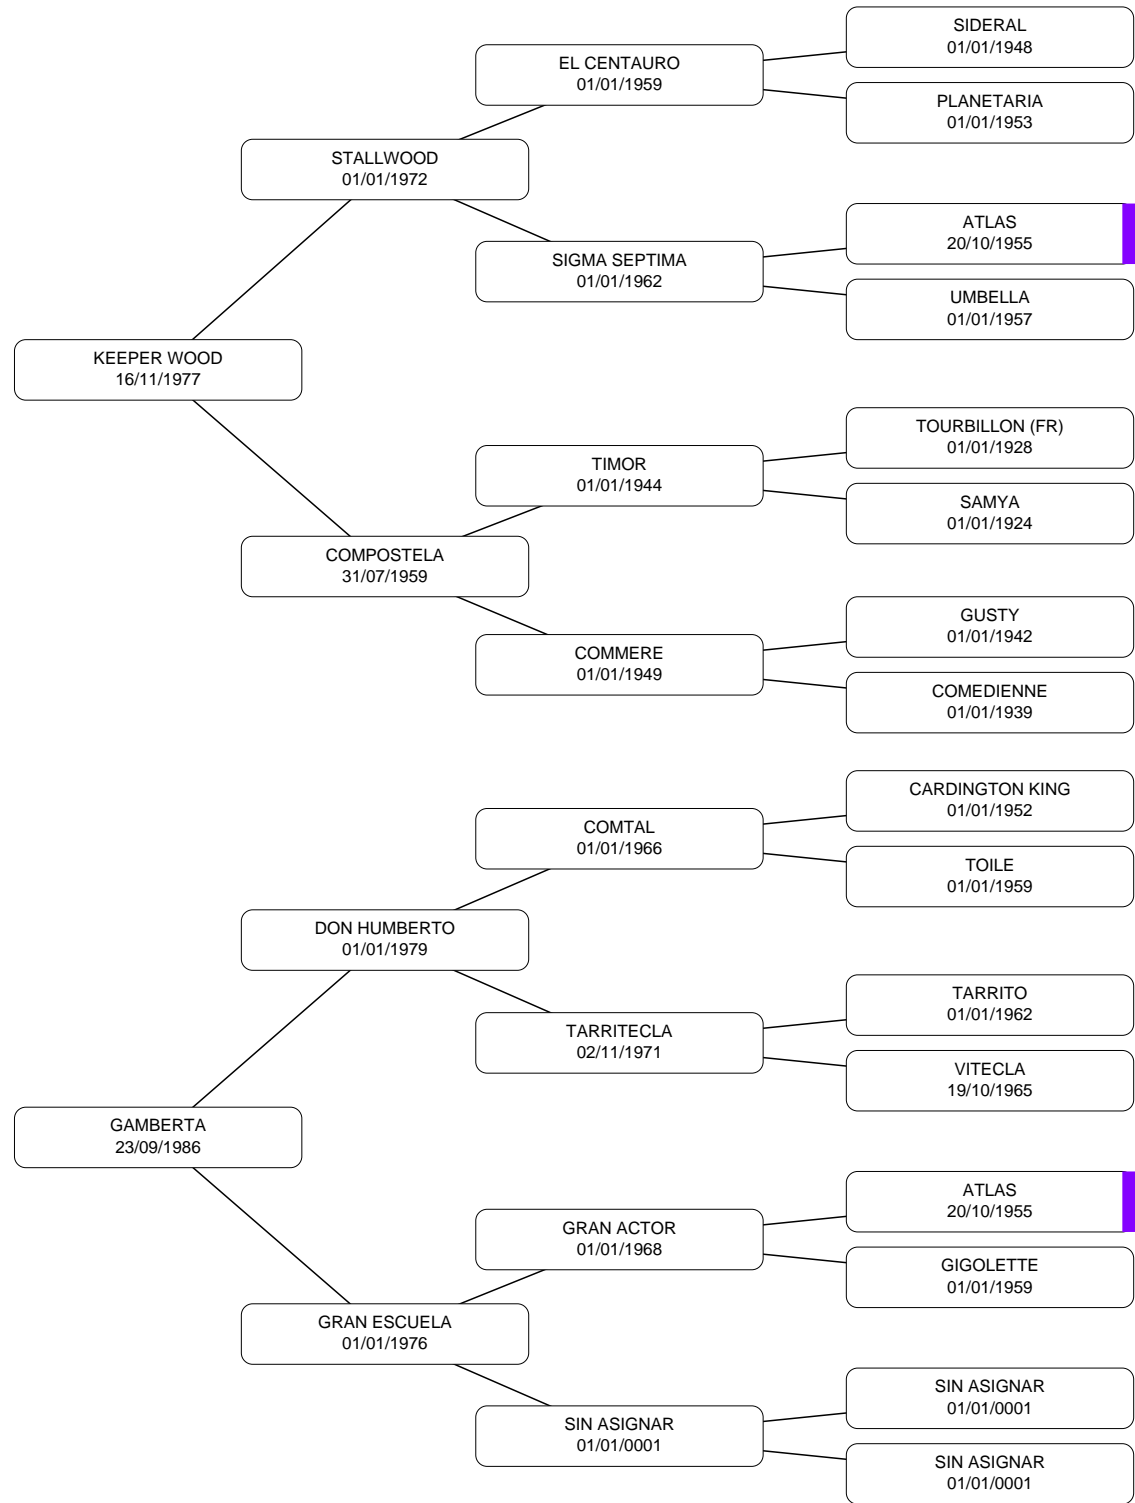 SIDERAL
01/01/1948
EL CENTAURO
01/01/1959
PLANETARIA
01/01/1953
STALLWOOD
01/01/1972
ATLAS
20/10/1955
SIGMA SEPTIMA
01/01/1962
UMBELLA
01/01/1957
KEEPER WOOD
16/11/1977
TOURBILLON (FR)
01/01/1928
TIMOR
01/01/1944
SAMYA
01/01/1924
COMPOSTELA
31/07/1959
GUSTY
01/01/1942
COMMERE
01/01/1949
COMEDIENNE
01/01/1939
CARDINGTON KING
01/01/1952
COMTAL
01/01/1966
TOILE
01/01/1959
DON HUMBERTO
01/01/1979
TARRITO
01/01/1962
TARRITECLA
02/11/1971
VITECLA
19/10/1965
GAMBERTA
23/09/1986
ATLAS
20/10/1955
GRAN ACTOR
01/01/1968
GIGOLETTE
01/01/1959
GRAN ESCUELA
01/01/1976
SIN ASIGNAR
01/01/0001
SIN ASIGNAR
01/01/0001
SIN ASIGNAR
01/01/0001